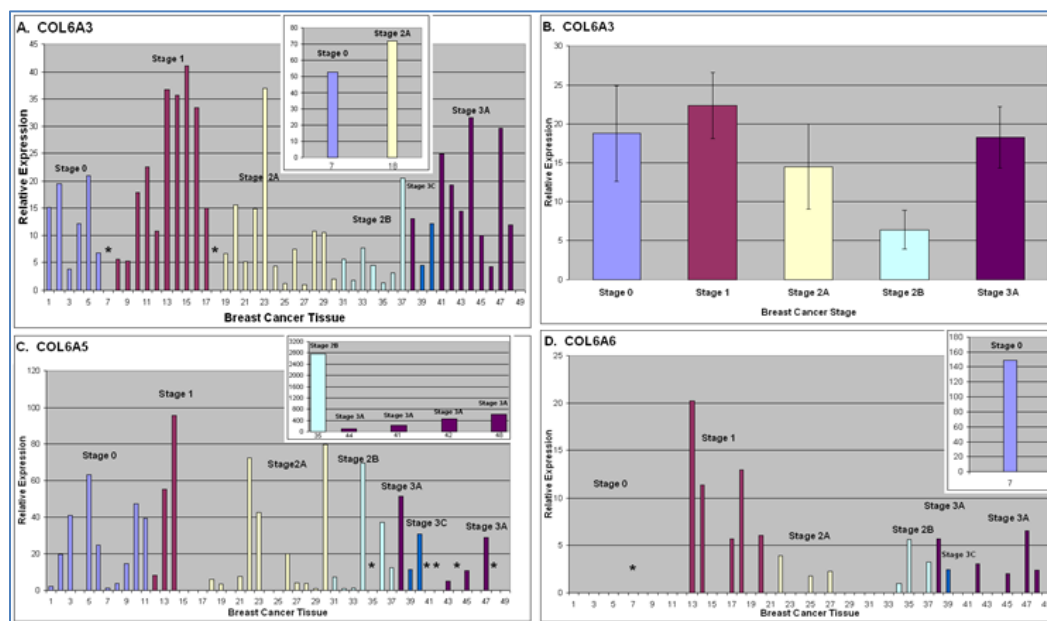 A. COL6A3
Relative Expression
45
40
35
30
25
20
15
10
5
0
Stage 0
Stage 1
Stage 2A
Stage 2B
Stage 3C
Stage 3A
* *
1 3 5 7 9 11 13 15 17 19 21 23 25 27 29 31 33 35 37 39 41 43 45 47 49
Breast Cancer Tissue
80
70
60
50
40
30
20
10
0
Stage 0
Stage 2A
7 18
B. COL6A3
Relative Expression
30
25
20
15
10
5
0
Stage 0 Stage 1 Stage 2A Stage 2B Stage 3A
Breast Cancer Stage
C. COL6A5
Relative Expression
120
100
80
60
40
20
0
Stage 0
Stage 1
Stage2A
Stage 2B
Stage 3A
Stage 3C
Stage 3A
* * * * *
1 3 5 7 9 11 13 15 17 19 21 23 25 27 29 31 33 35 37 39 41 43 45 47 49
Breast Cancer Tissue
3200
2800
2400
2000
1600
1200
800
400
0
Stage 2B
Stage 3A Stage 3A Stage 3A Stage 3A
35 44 41 42 48
D. COL6A6
Relative Expression
25
20
15
10
5
0
Stage 0
Stage 1
Stage 2A
Stage 2B
Stage 3A
Stage 3C
Stage 3A
*
1 3 5 7 9 11 13 15 17 19 21 23 25 27 29 31 33 35 37 39 41 43 45 47 49
Breast Cancer Tissue
180
160
140
120
100
80
60
40
20
0
Stage 0
7